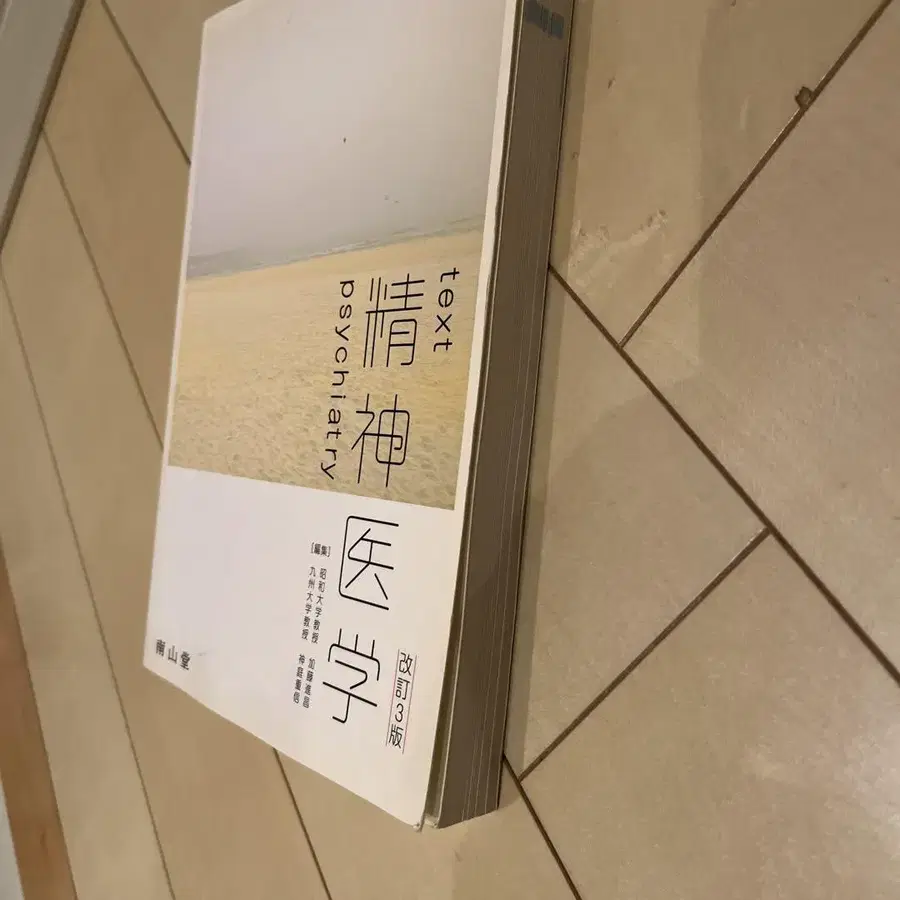 text
精神医学
psychiatry
改訂3版
[編集]
昭和大学教授 加藤進昌
九州大学教授 神庭重信
南山堂